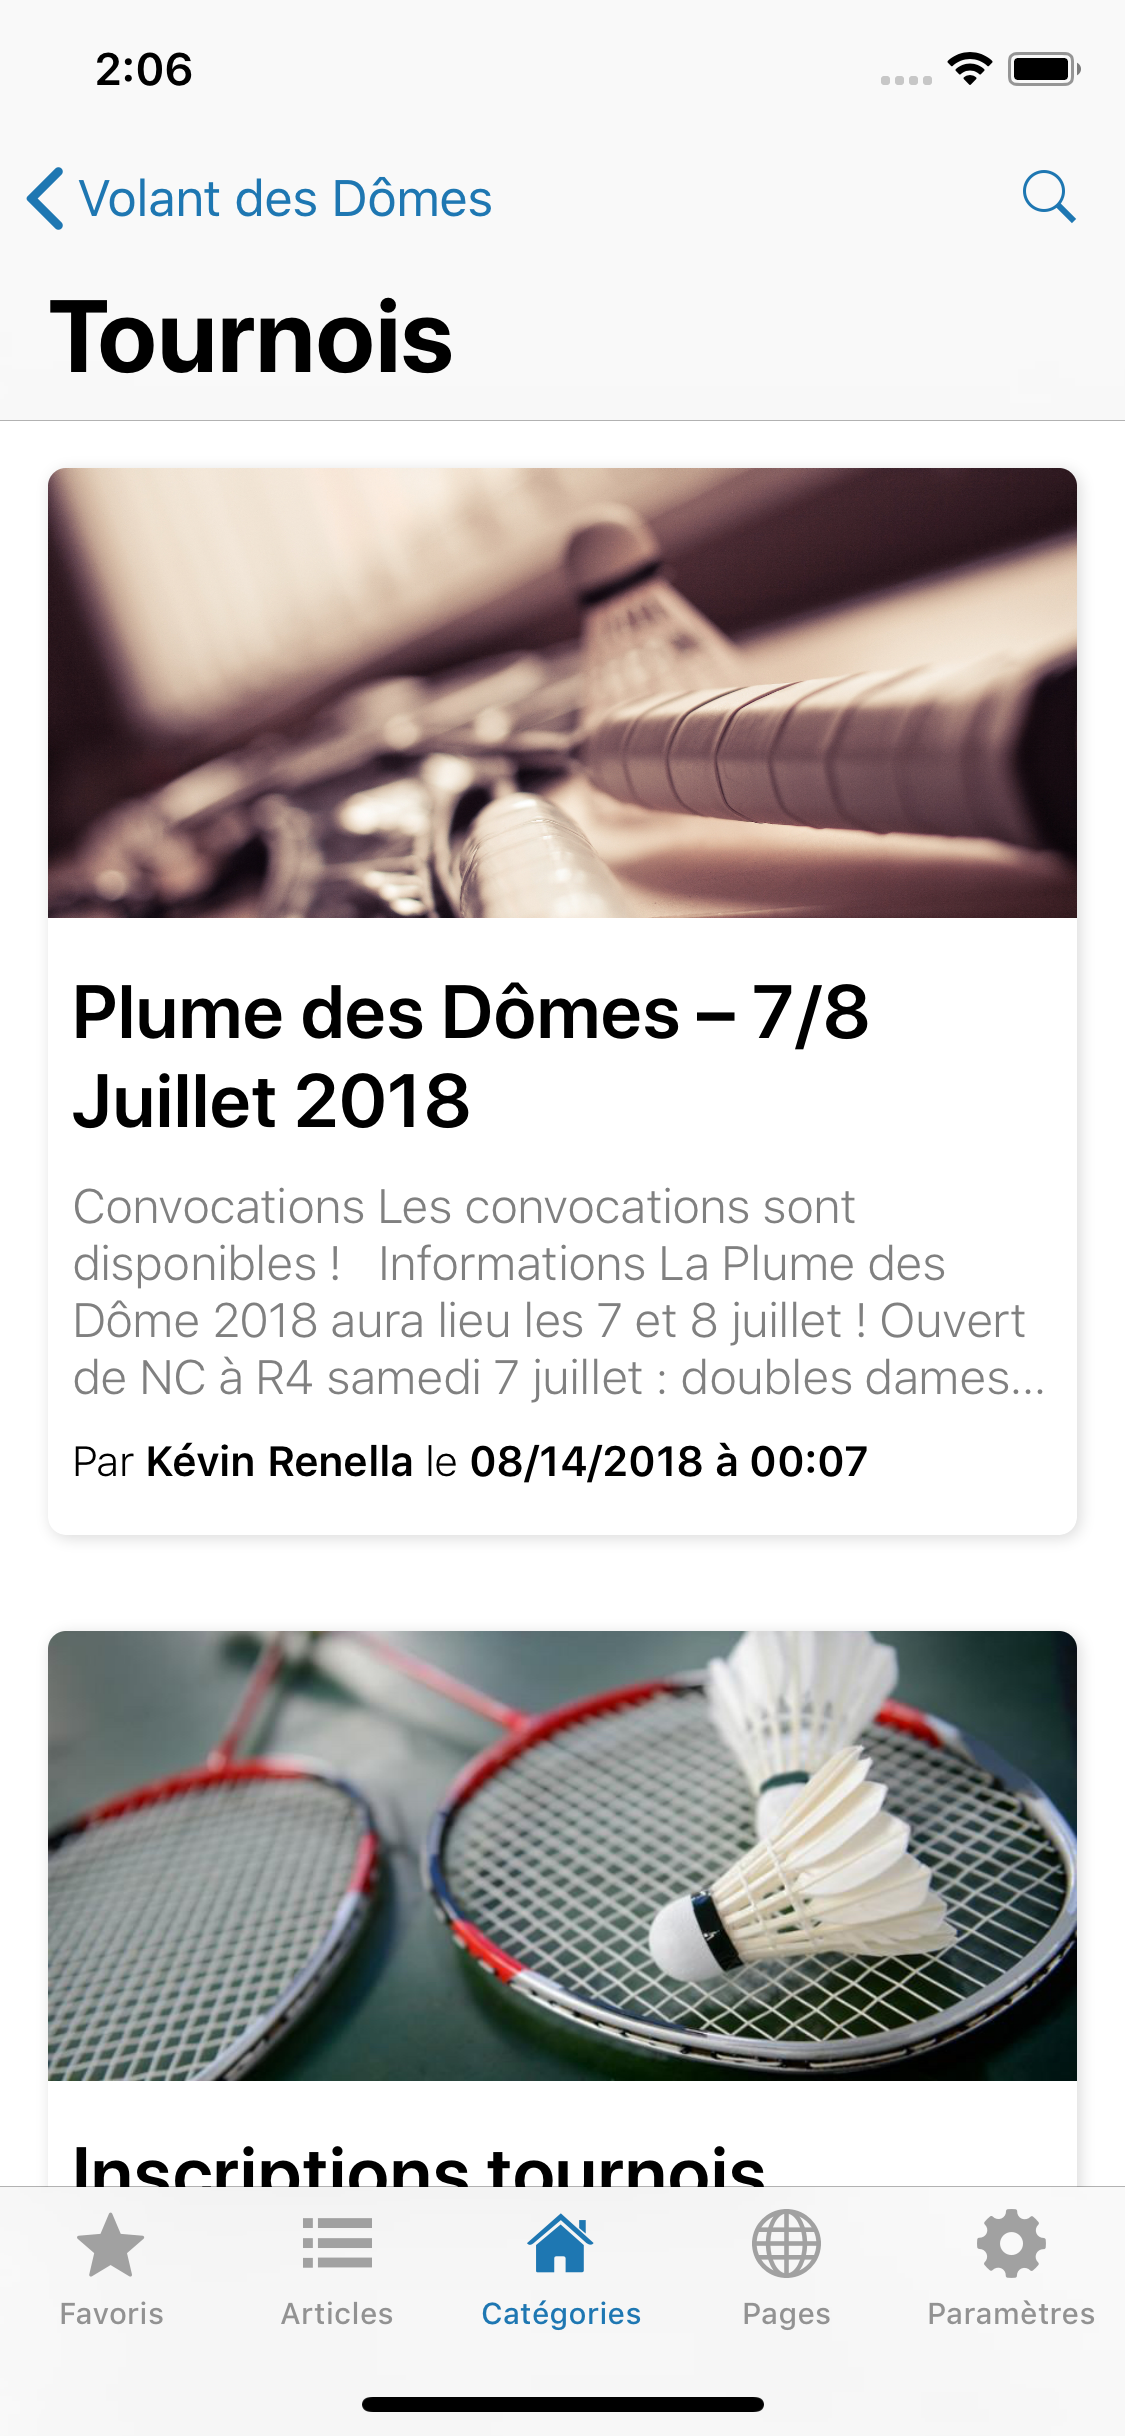 2:06
Volant des Dômes
Tournois
Plume des Dômes – 7/8
Juillet 2018
Convocations Les convocations sont
disponibles !   Informations La Plume des
Dôme 2018 aura lieu les 7 et 8 juillet ! Ouvert
de NC à R4 samedi 7 juillet : doubles dames...
Par Kévin Renella le 08/14/2018 à 00:07
Inscriptions tournois
Favoris
Articles
Catégories
Pages
Paramètres